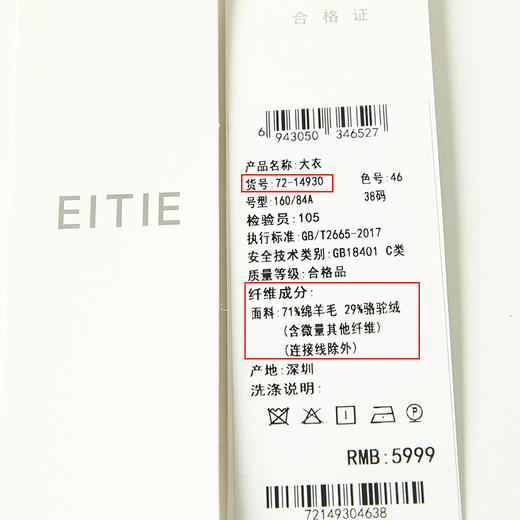 合格证
EITIE
6 943050 346527
产品名称:大衣
货号:72-14930 色号:46
号型:160/84A 38码
检验员:105
执行标准:GB/T2665-2017
安全技术类别:GB18401 C类
质量等级:合格品
纤维成分:
面料:71%绵羊毛 29%骆驼绒
(含微量其他纤维)
(连接线除外)
产地:深圳
洗涤说明:
P
RMB:5999
72149304638